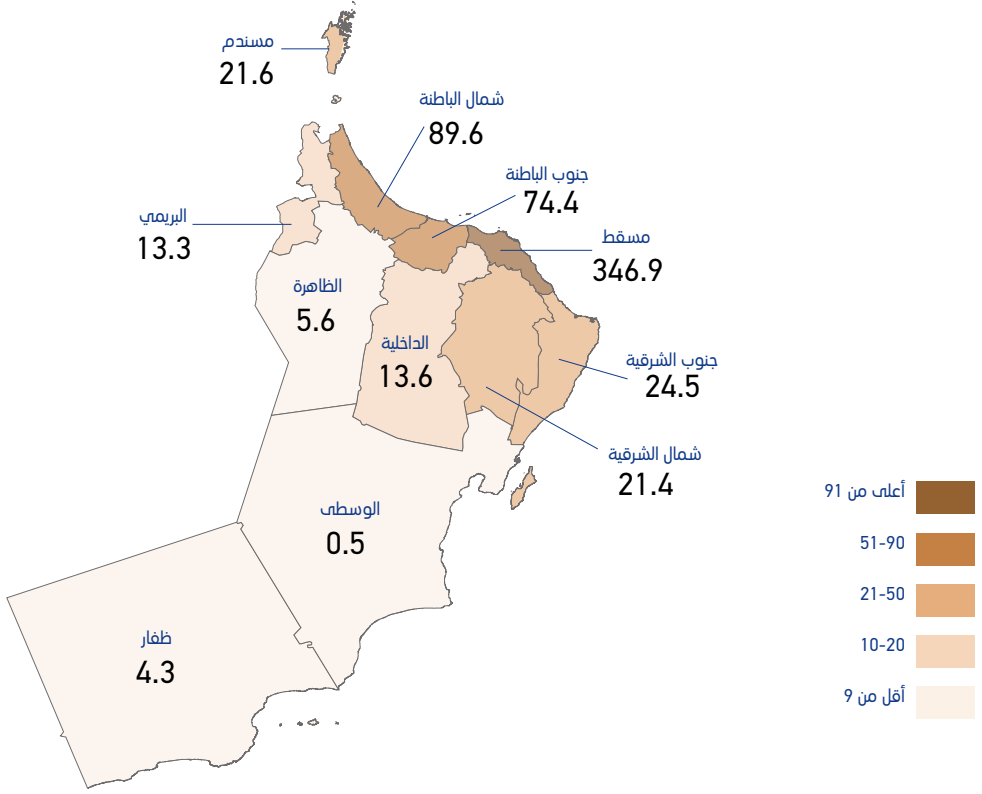 مسندم
21.6
شمال الباطنة
89.6
جنوب الباطنة
74.4
البريمي
13.3
مسقط
346.9
الظاهرة
5.6
الداخلية
13.6
جنوب الشرقية
24.5
شمال الشرقية
21.4
الوسطى
0.5
ظفار
4.3
أعلى من 91
51-90
21-50
10-20
أقل من 9